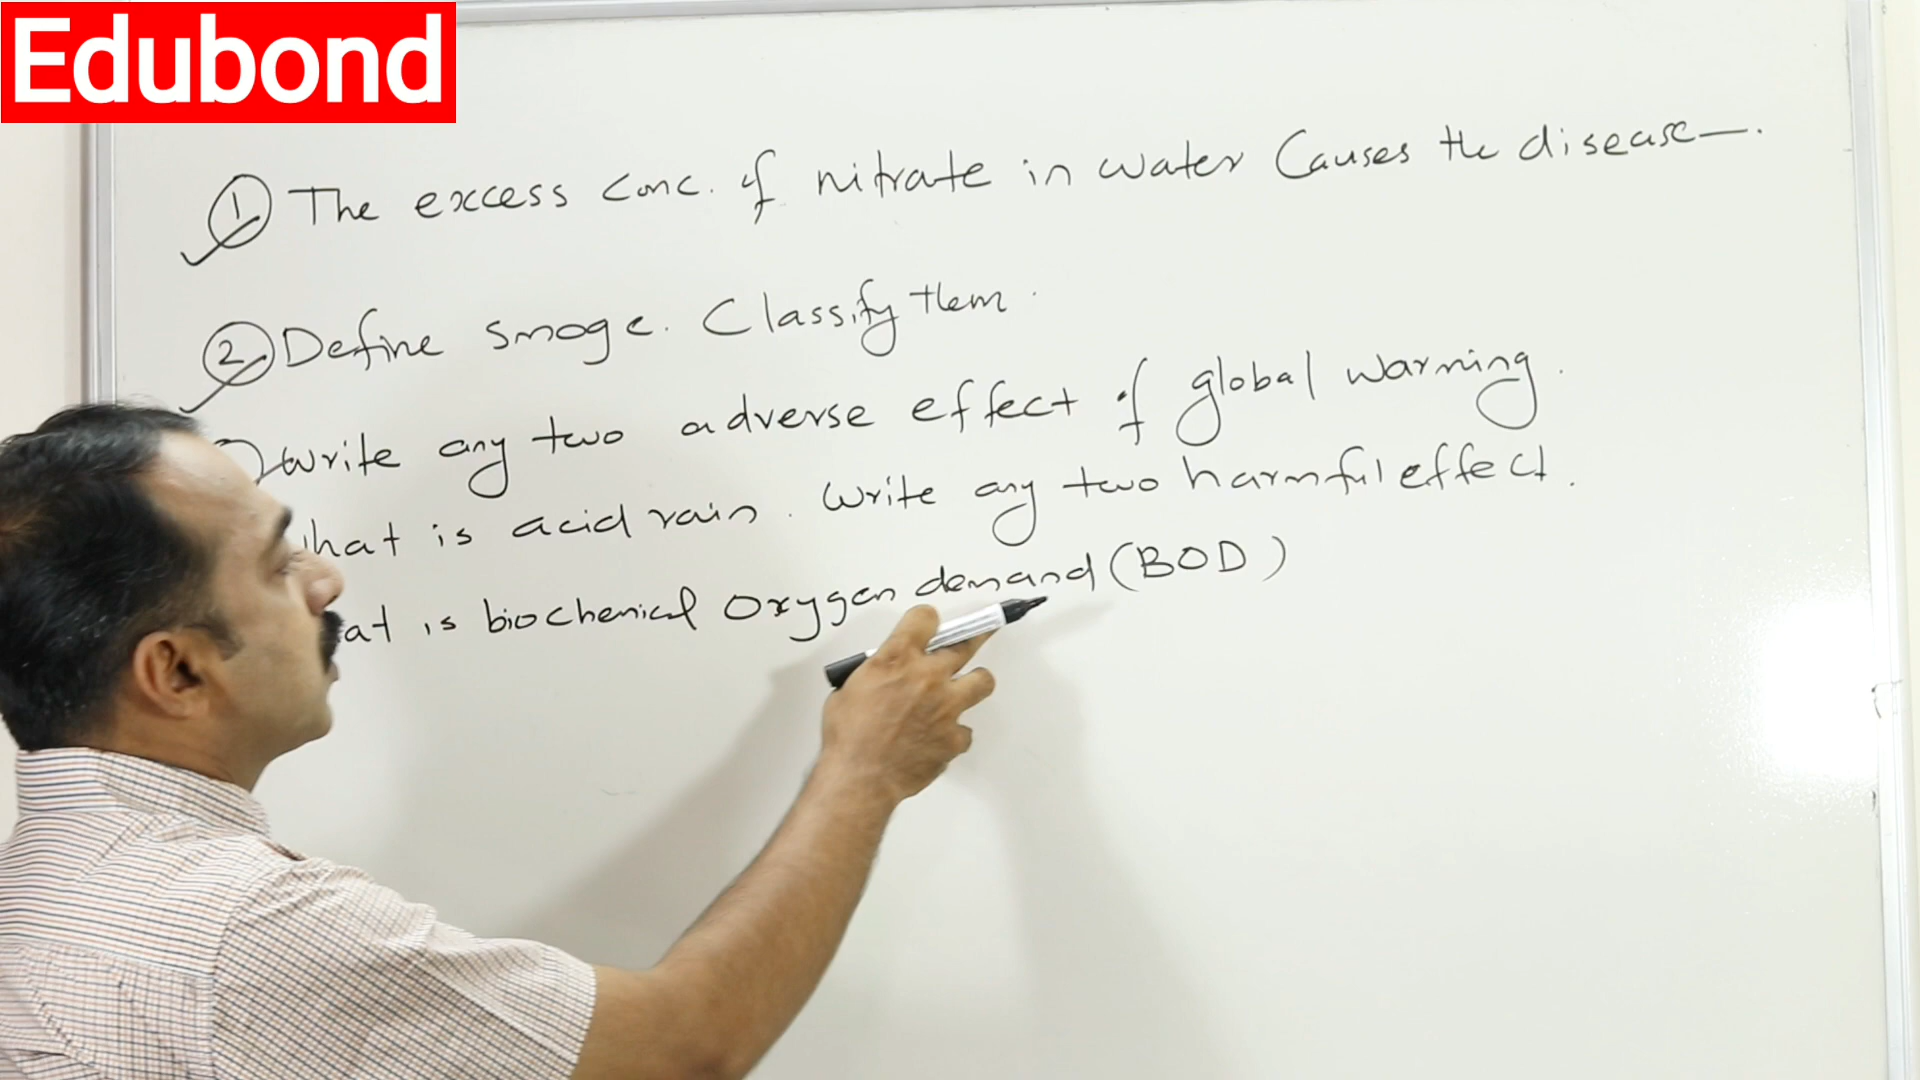 Edubond
① The excess conc. of nitrate in water Causes the disease —.
② Define smoge. Classify them.
Write any two adverse effect of global warming.
hat is acid rain. Write any two harmful effect.
at is biochemical Oxygen demand (BOD)